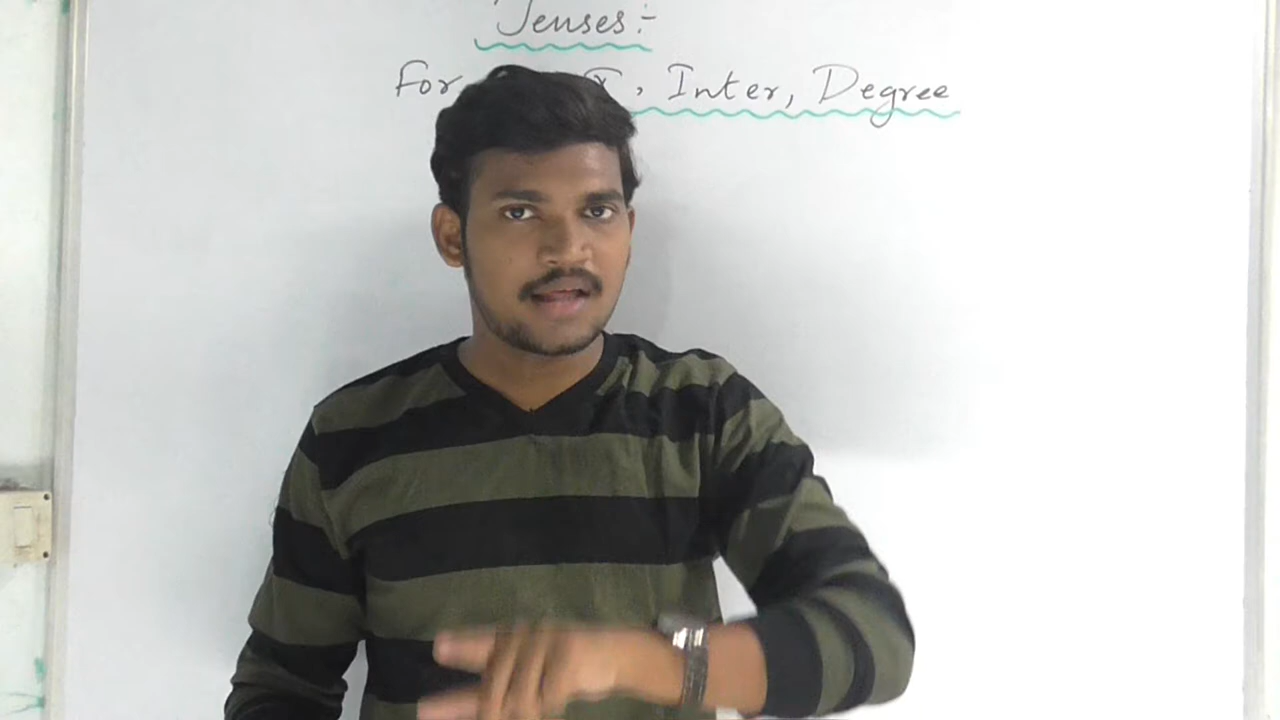 Tenses:-
For , Inter, Degree